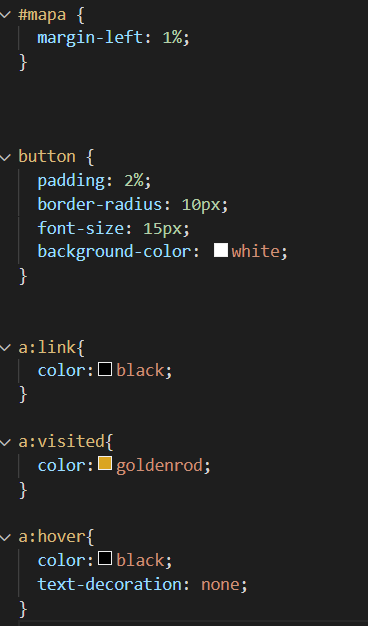 #mapa {
margin-left: 1%;
}
button {
padding: 2%;
border-radius: 10px;
font-size: 15px;
background-color: white;
}
a:link{
color:black;
}
a:visited{
color:goldenrod;
}
a:hover{
color:black;
text-decoration: none;
}